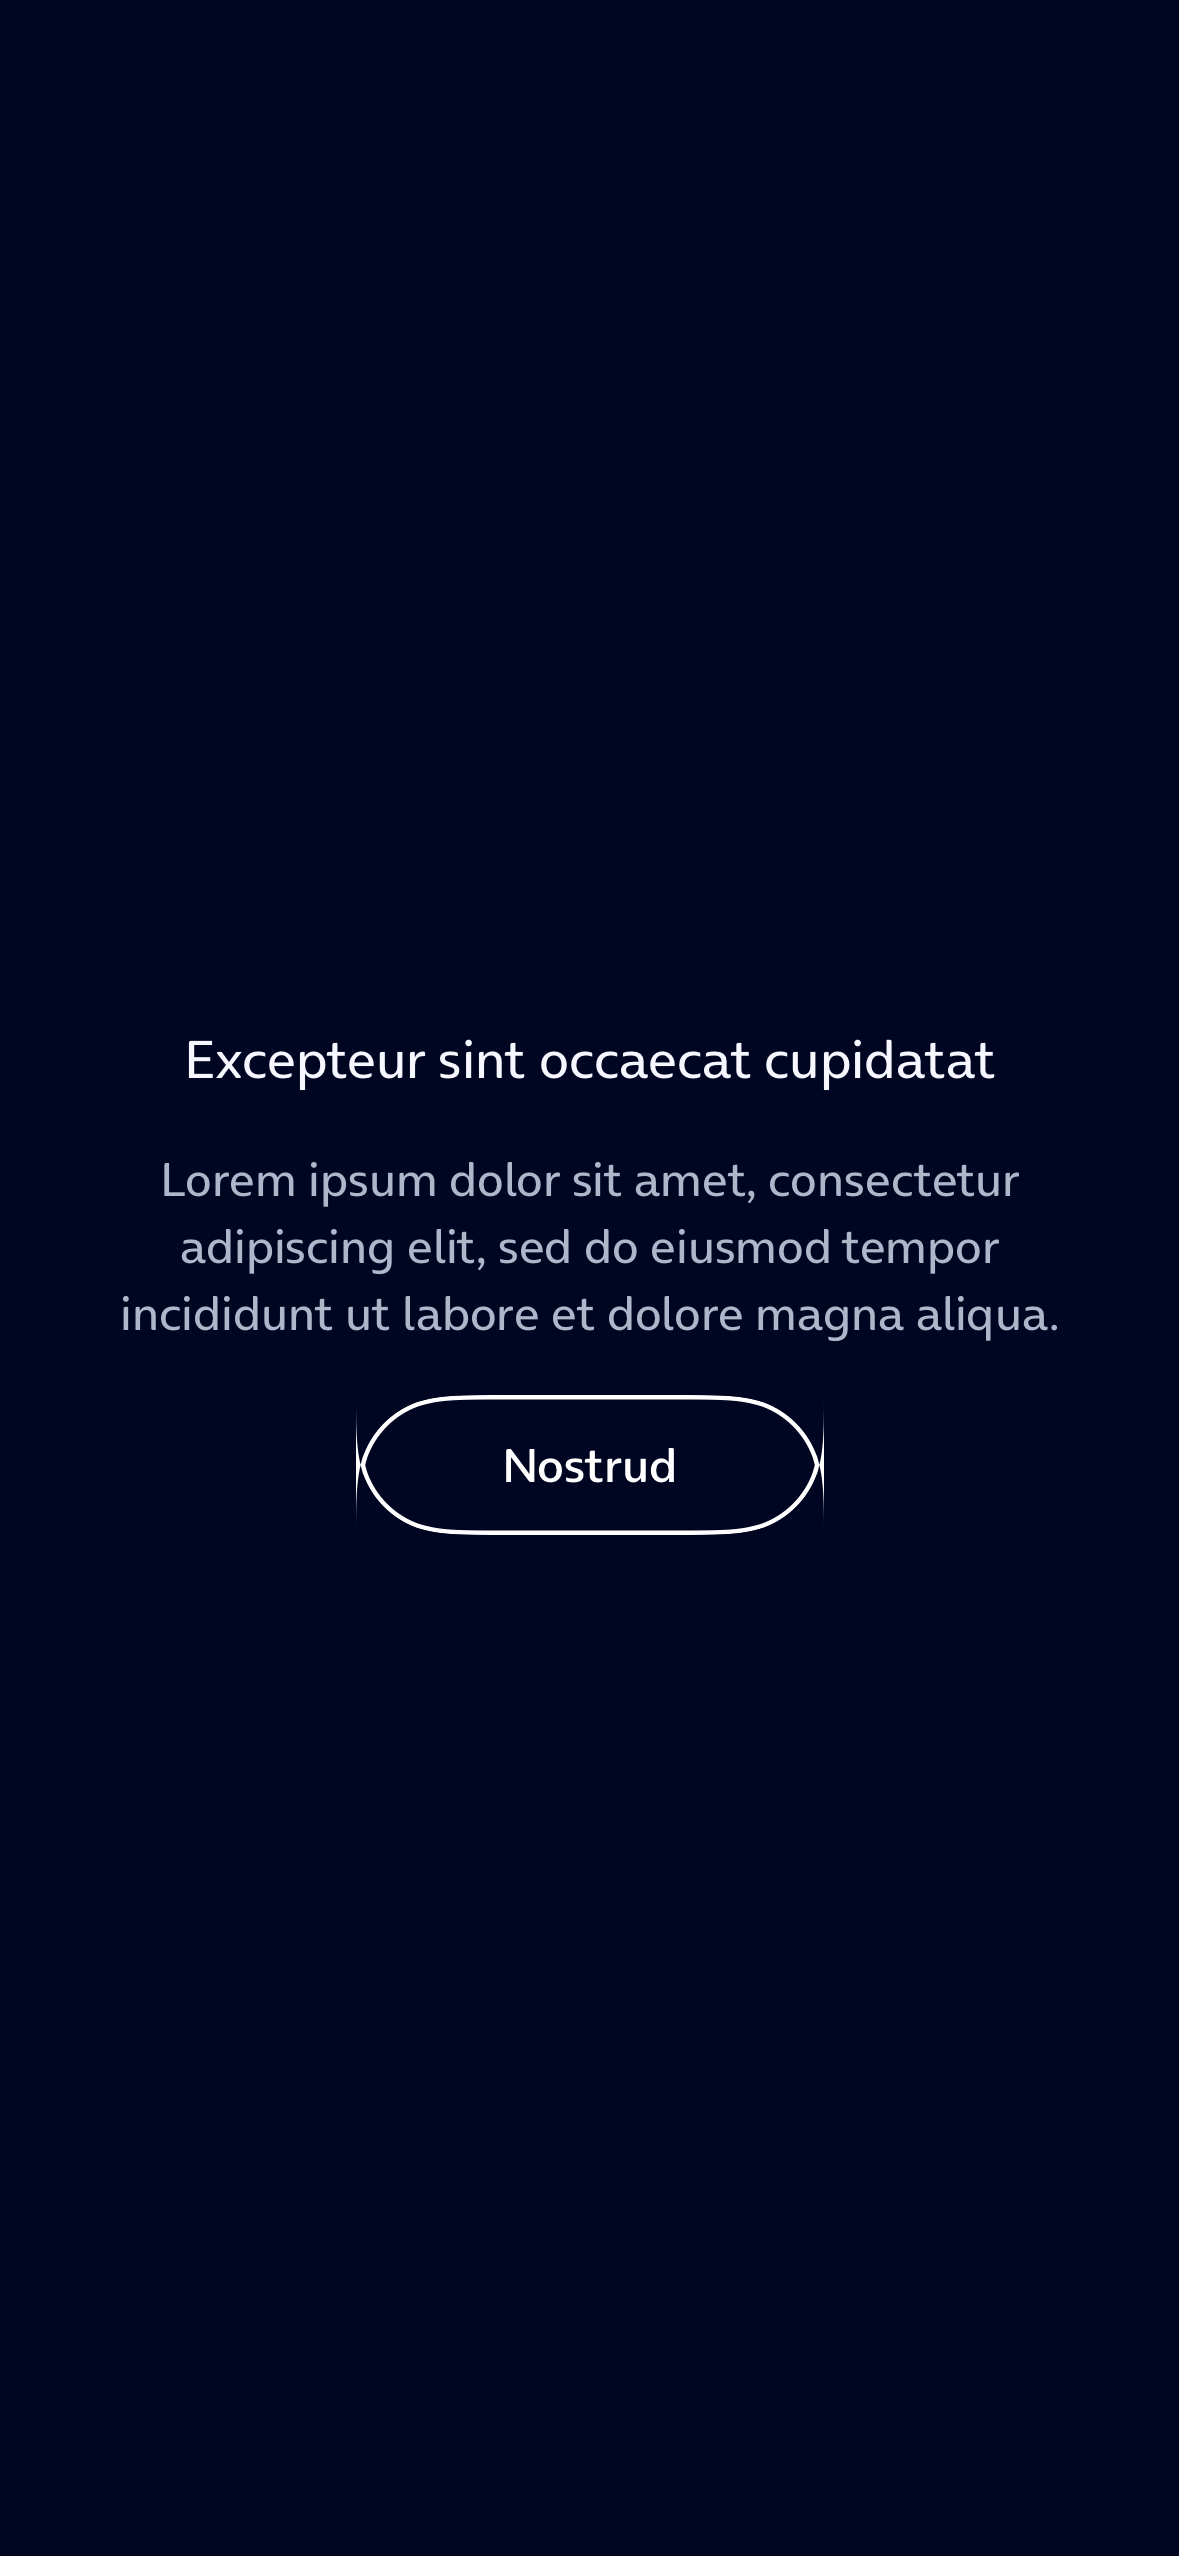 Excepteur sint occaecat cupidatat
Lorem ipsum dolor sit amet, consectetur
adipiscing elit, sed do eiusmod tempor
incididunt ut labore et dolore magna aliqua.
Nostrud